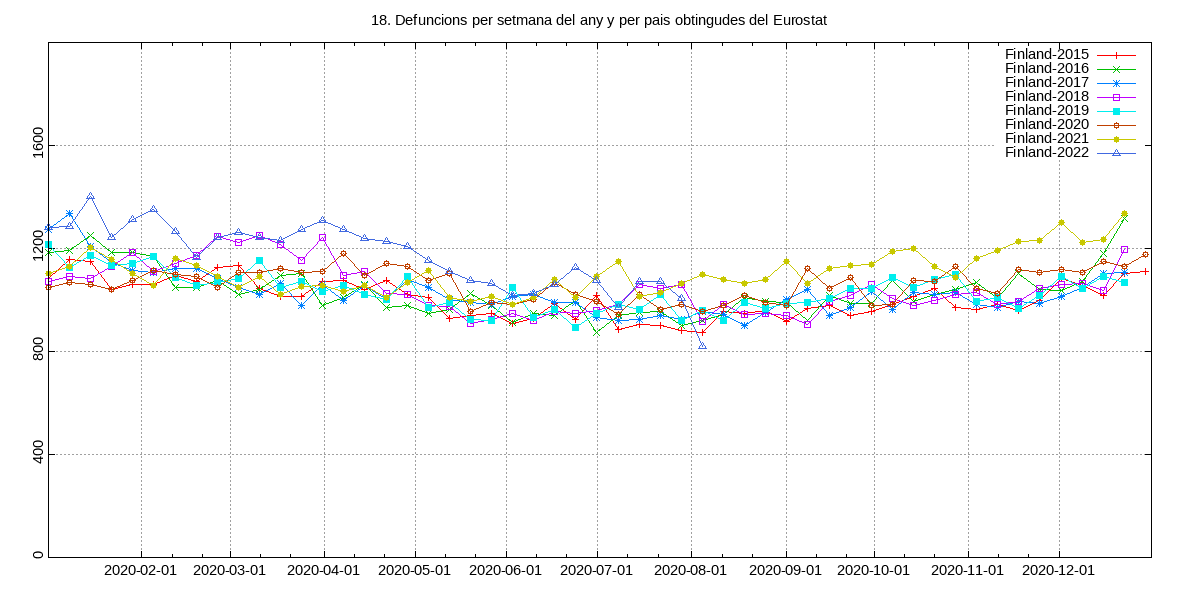 18. Defuncions per setmana del any y per pais obtingudes del Eurostat
Finland-2015
Finland-2016
Finland-2017
Finland-2018
Finland-2019
Finland-2020
Finland-2021
Finland-2022
1600
1200
800
400
0
2020-02-01 2020-03-01 2020-04-01 2020-05-01 2020-06-01 2020-07-01 2020-08-01 2020-09-01 2020-10-01 2020-11-01 2020-12-01